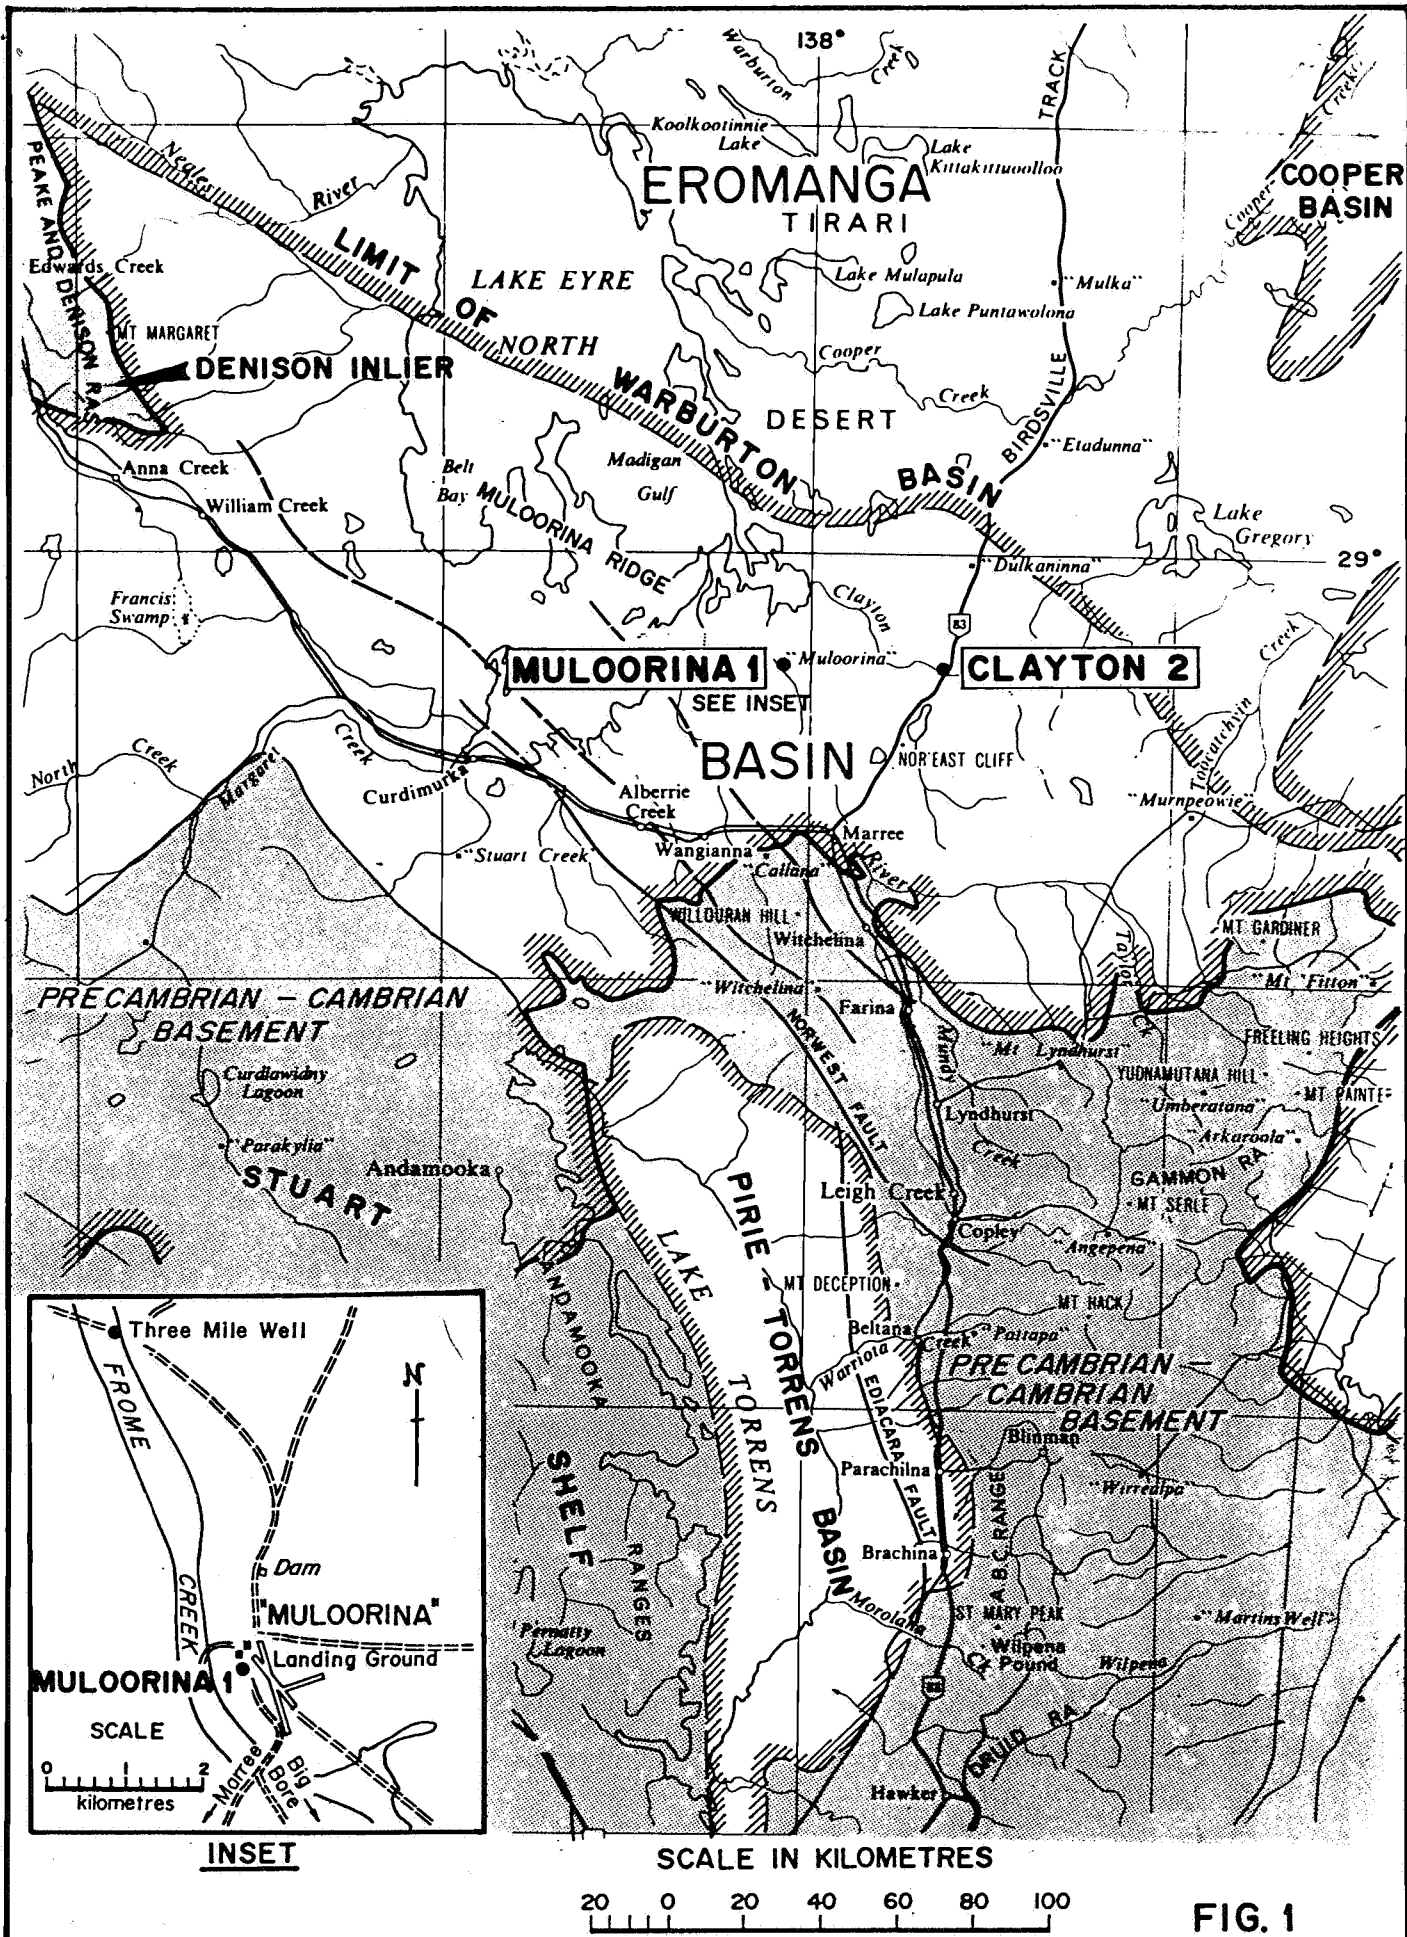 138°
Warburton
Creek
TRACK
Creek
Koolkootinnie
Lake
Lake
Kittakittaoolloo
EROMANGA
TIRARI
COOPER
BASIN
Cooper
Neales
River
PEAKE AND DENISON RAS
Edwards Creek
LIMIT OF WARBURTON BASIN
LAKE EYRE
NORTH
Lake Mulapula
"Mulka"
Lake Puntawolona
MT MARGARET
DENISON INLIER
Cooper
Creek
DESERT
BIRDSVILLE
"Etadunna"
Anna Creek
William Creek
Belt
Bay
Madigan
Gulf
MULOORINA RIDGE
Lake
Gregory
29°
"Dulkaninna"
Francis
Swamp
Clayton
83
Creek
MULOORINA 1
"Muloorina"
CLAYTON 2
SEE INSET
Tooncatchyin
BASIN
NOR'EAST CLIFF
North
Creek
Margaret
Creek
Curdimurka
Alberrie
Creek
"Murnpeowie"
Marree
"Stuart Creek"
Wangianna
"Callana"
River
WILLOURAN HILL
Witchelina
MT GARDINER
Taylor
Ck
"Mt Fitton"
PRECAMBRIAN – CAMBRIAN
BASEMENT
"Witchelina"
Farina
NORWEST FAULT
Mundy
Creek
"Mt Lyndhurst"
FREELING HEIGHTS
Curdlawidny
Lagoon
YUDNAMUTANA HILL
MT PAINTE
Lyndhurst
"Umberatana"
"Parakylia"
"Arkaroola"
STUART
Andamooka
GAMMON RA
PIRIE – TORRENS BASIN
Leigh Creek
MT SERLE
LAKE
TORRENS
Copley
"Angepena"
ANDAMOOKA
RANGES
MT DECEPTION
MT HACK
Beltana
Warriota
Creek
"Pattapa"
PRECAMBRIAN –
CAMBRIAN
BASEMENT
EDIACARA FAULT
Blinman
SHELF
Parachilna
"Wirrealpa"
A.B.C. RANGE
Brachina
Morolana
Ck
ST MARY PEAK
"Martins Well"
Pernatty
Lagoon
Wilpena
Pound
Wilpena
DRUID RA
Hawker
Three Mile Well
FROME
CREEK
N
Dam
"MULOORINA"
Landing Ground
MULOORINA 1
SCALE
0 1 2
kilometres
Marree
Big
Bore
INSET
SCALE IN KILOMETRES
20 0 20 40 60 80 100
FIG. 1